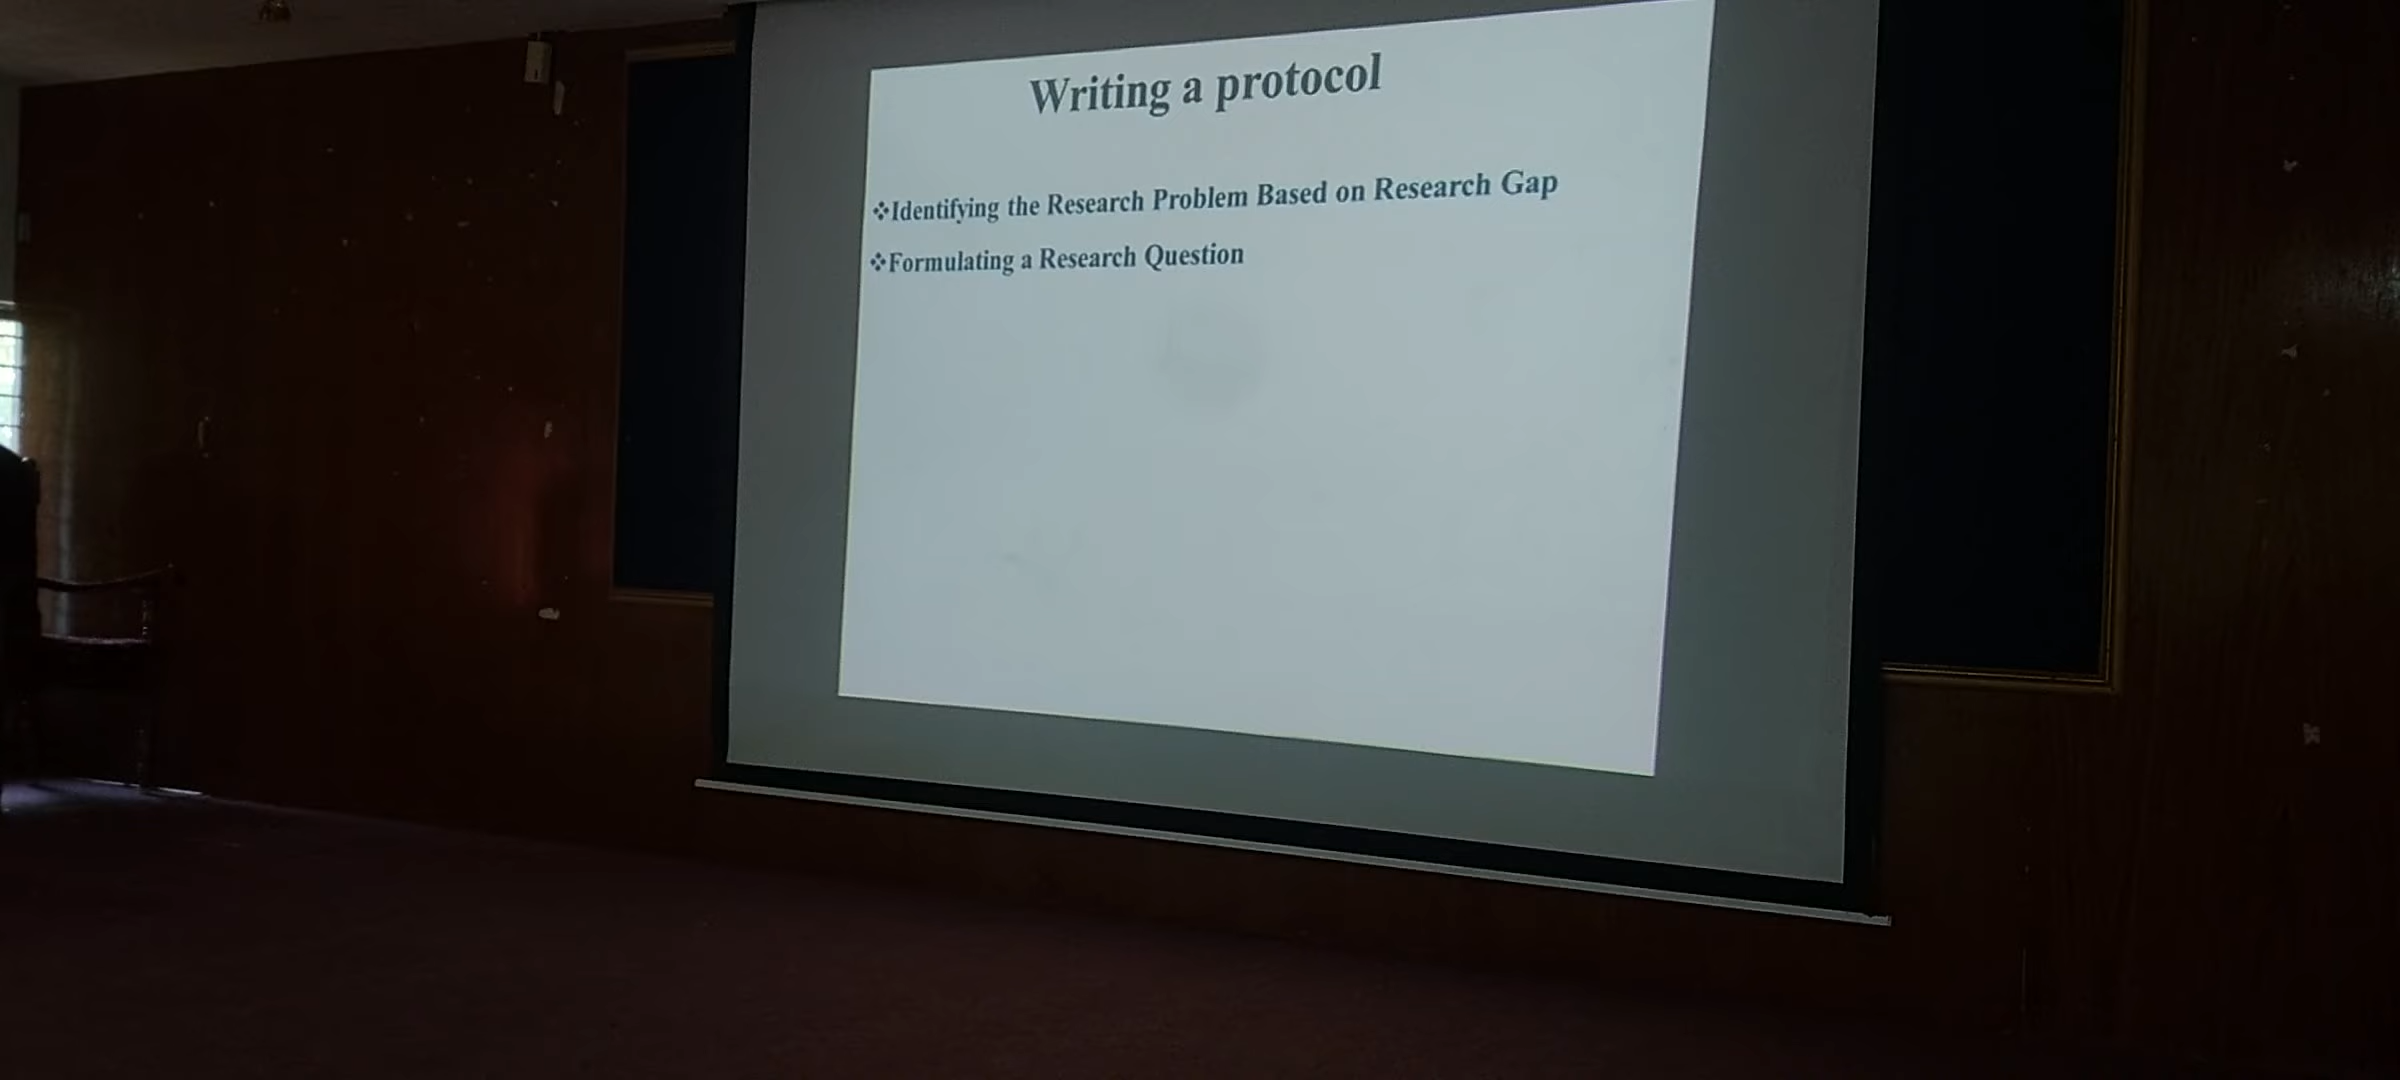 Writing a protocol
❖Identifying the Research Problem Based on Research Gap
❖Formulating a Research Question